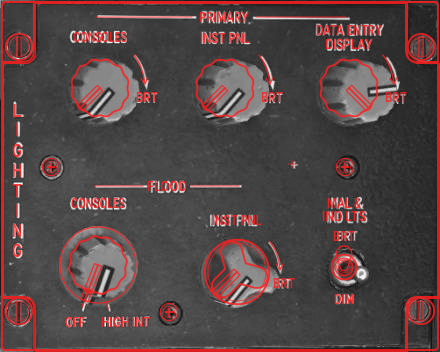 PRIMARY
CONSOLES
INST PNL
DATA ENTRY
DISPLAY
BRT
BRT
BRT
LIGHTING
FLOOD
CONSOLES
INST PNL
MAL &
IND LTS
BRT
BRT
DIM
OFF
HIGH INT